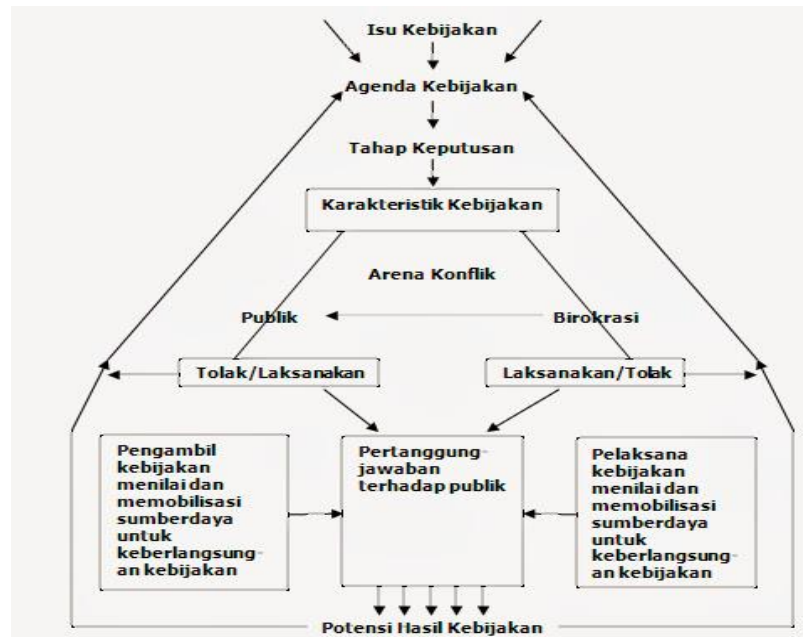 Isu Kebijakan
Agenda Kebijakan
Tahap Keputusan
Karakteristik Kebijakan
Arena Konflik
Publik
Birokrasi
Tolak/Laksanakan
Laksanakan/Tolak
Pengambil
kebijakan
menilai dan
memobilisasi
sumberdaya
untuk
keberlangsung-
an kebijakan
Pertanggung-
jawaban
terhadap publik
Pelaksana
kebijakan
menilai dan
memobilisasi
sumberdaya
untuk
keberlangsung-
an kebijakan
Potensi Hasil Kebijakan